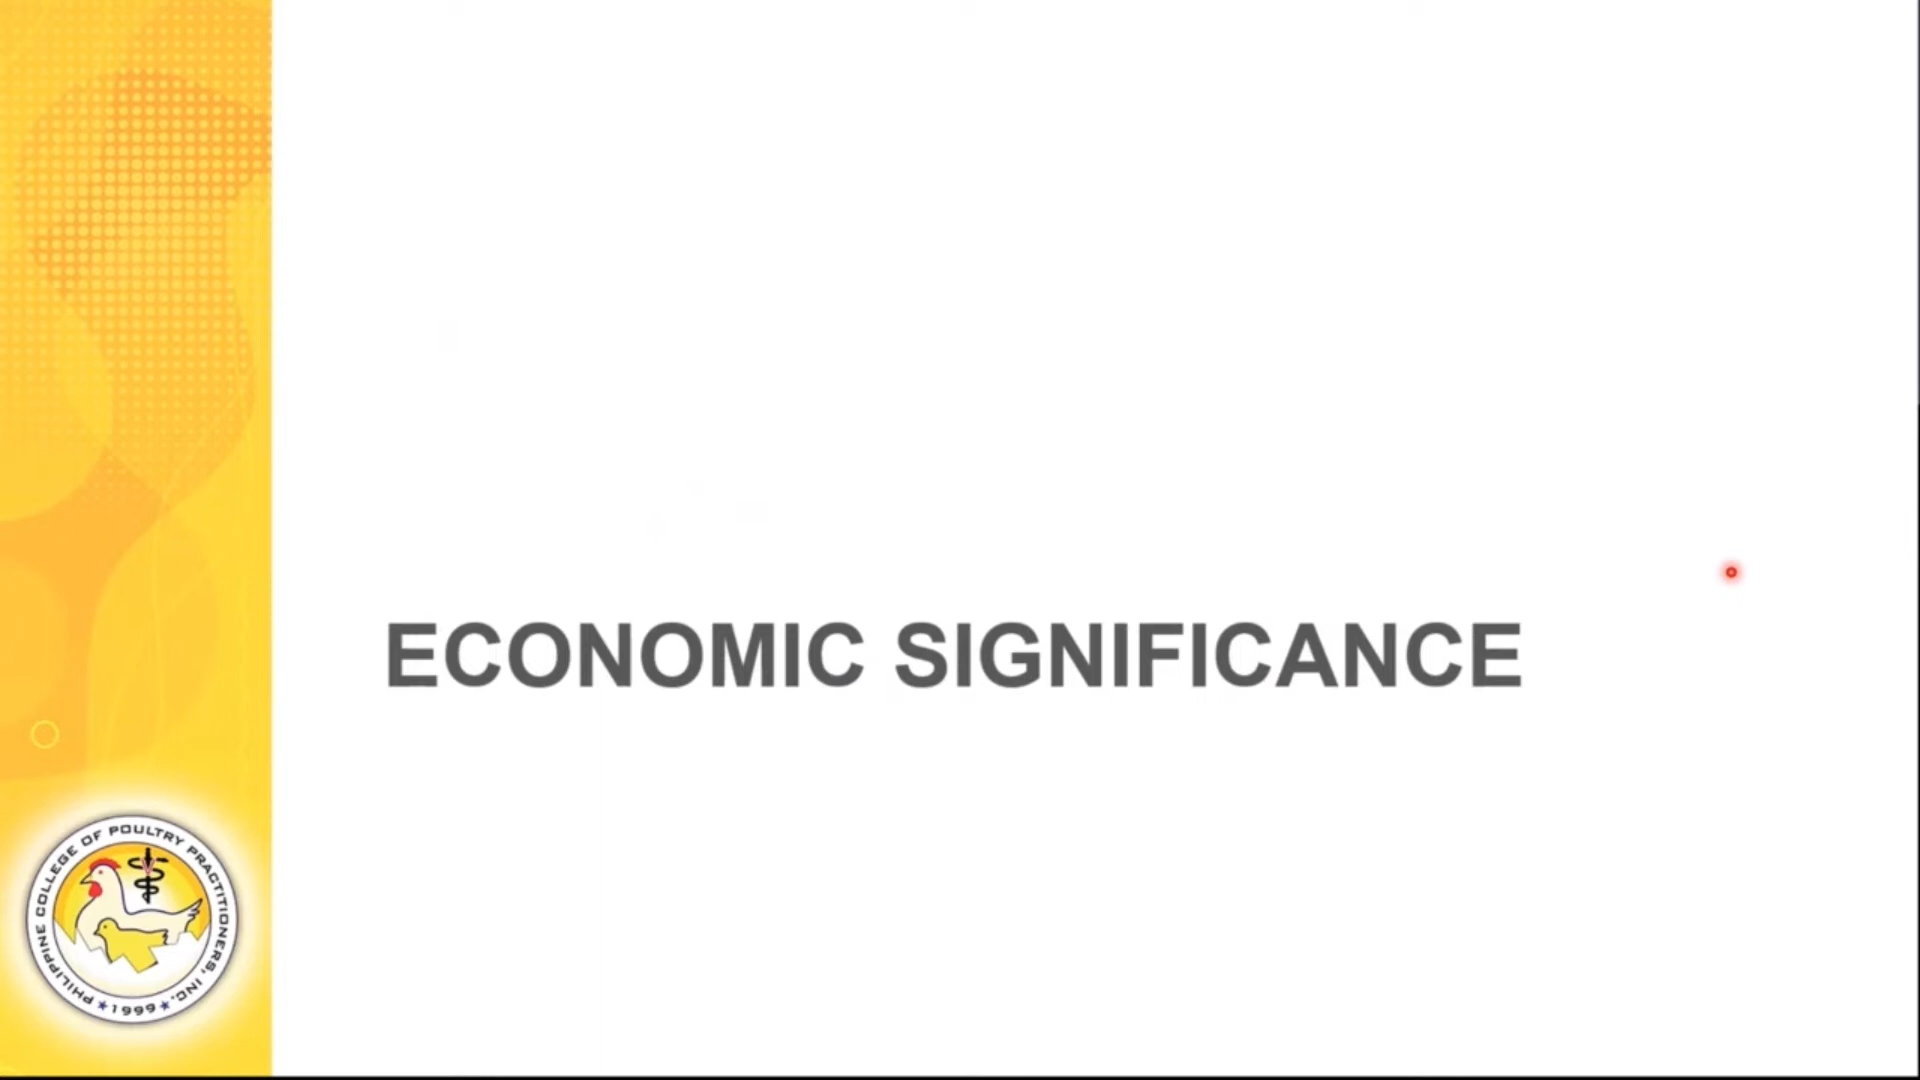 ECONOMIC SIGNIFICANCE
PHILIPPINE COLLEGE OF POULTRY PRACTITIONERS, INC.
1999